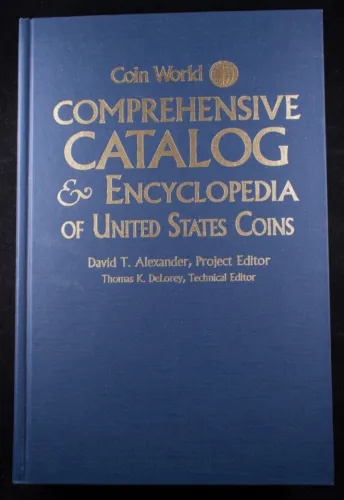 Coin World
COMPREHENSIVE
CATALOG
& ENCYCLOPEDIA
OF UNITED STATES COINS
David T. Alexander, Project Editor
Thomas K. DeLorey, Technical Editor